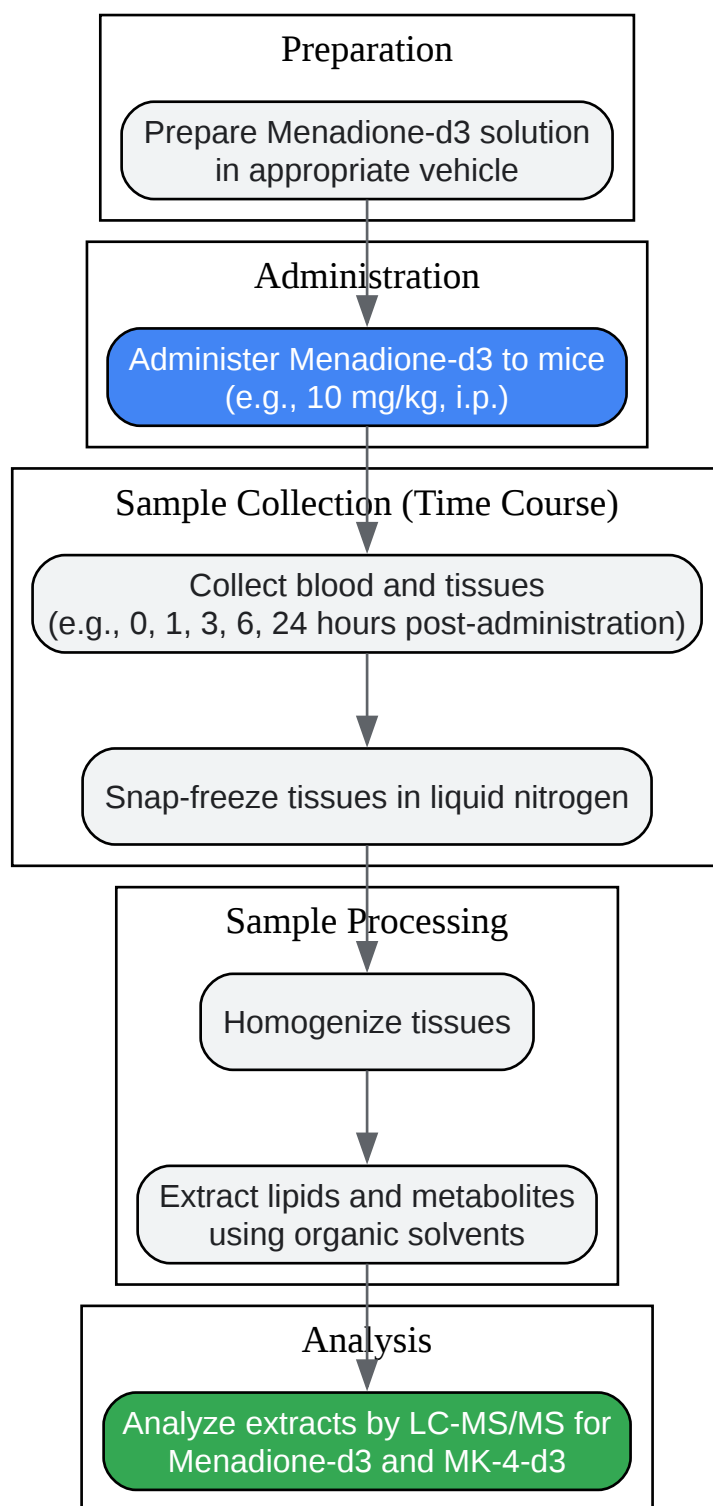 Preparation
Prepare Menadione-d3 solution
in appropriate vehicle
Administration
Administer Menadione-d3 to mice
(e.g., 10 mg/kg, i.p.)
Sample Collection (Time Course)
Collect blood and tissues
(e.g., 0, 1, 3, 6, 24 hours post-administration)
Snap-freeze tissues in liquid nitrogen
Sample Processing
Homogenize tissues
Extract lipids and metabolites
using organic solvents
Analysis
Analyze extracts by LC-MS/MS for
Menadione-d3 and MK-4-d3